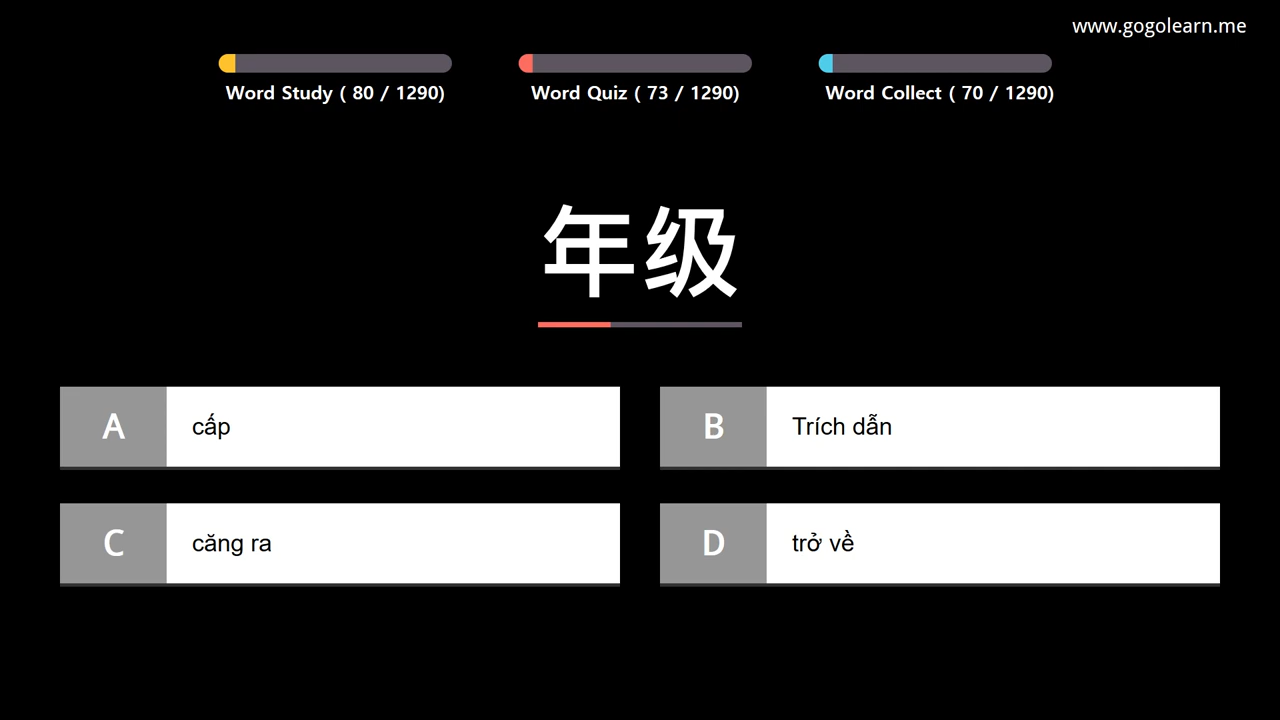 www.gogolearn.me
Word Study ( 80 / 1290)
Word Quiz ( 73 / 1290)
Word Collect ( 70 / 1290)
年级
A cấp
B Trích dẫn
C căng ra
D trở về